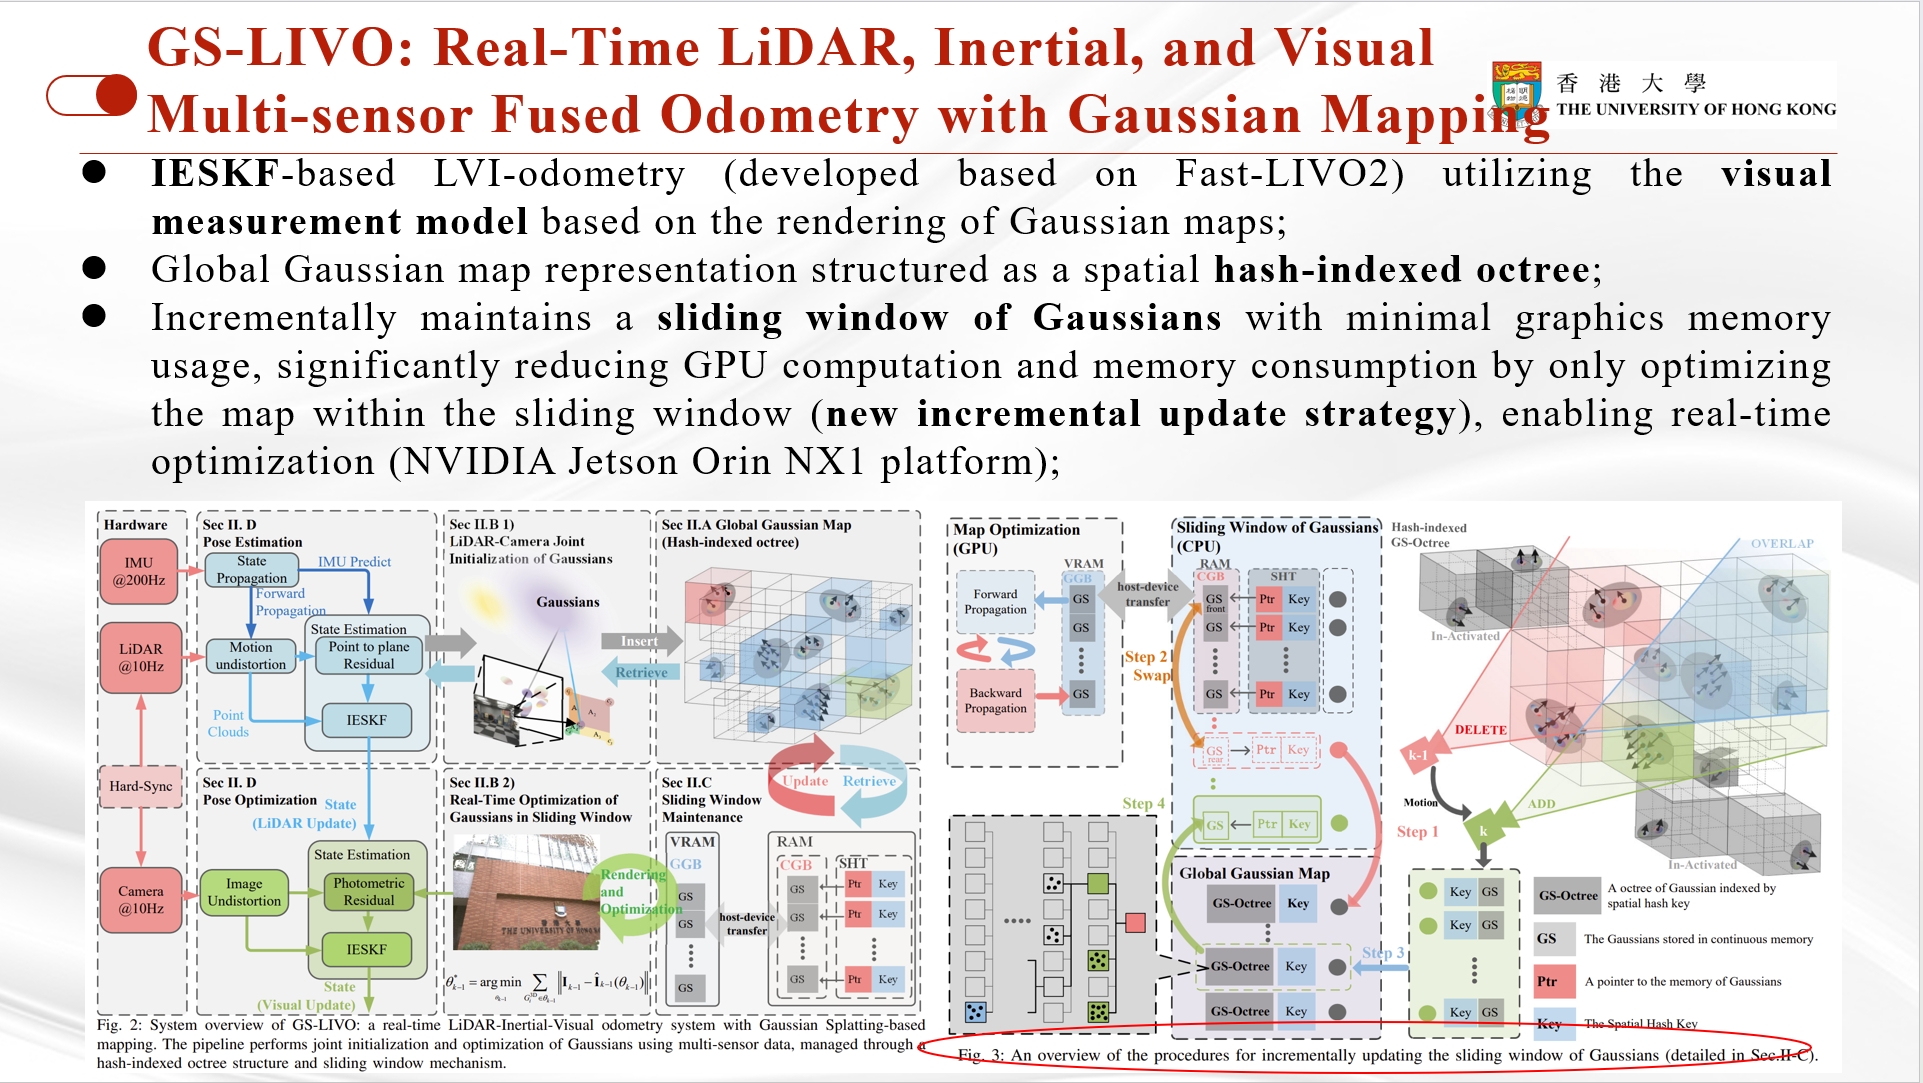 GS-LIVO: Real-Time LiDAR, Inertial, and Visual
Multi-sensor Fused Odometry with Gaussian Mapping
香港大學
THE UNIVERSITY OF HONG KONG
● IESKF-based LVI-odometry (developed based on Fast-LIVO2) utilizing the visual
measurement model based on the rendering of Gaussian maps;
● Global Gaussian map representation structured as a spatial hash-indexed octree;
● Incrementally maintains a sliding window of Gaussians with minimal graphics memory
usage, significantly reducing GPU computation and memory consumption by only optimizing
the map within the sliding window (new incremental update strategy), enabling real-time
optimization (NVIDIA Jetson Orin NX1 platform);
Hardware
IMU
@200Hz
LiDAR
@10Hz
Hard-Sync
Camera
@10Hz
Sec II. D
Pose Estimation
State
Propagation
IMU Predict
Forward
Propagation
Motion
undistortion
State Estimation
Point to plane
Residual
IESKF
Point
Clouds
Sec II. D
Pose Optimization
State
(LiDAR Update)
State Estimation
Image
Undistortion
Photometric
Residual
IESKF
State
(Visual Update)
Sec II.B 1)
LiDAR-Camera Joint
Initialization of Gaussians
Gaussians
Insert
Retrieve
Sec II.A Global Gaussian Map
(Hash-indexed octree)
Update
Retrieve
Sec II.B 2)
Real-Time Optimization of
Gaussians in Sliding Window
THE UNIVERSITY OF HONG KONG
Rendering
and
Optimization
θ*k−1 = arg min θk−1 ∑ ‖Ik−1 − Îk−1(θk−1)‖
Sec II.C
Sliding Window
Maintenance
VRAM
GGB
GS
GS
GS
host-device
transfer
RAM
CGB
SHT
GS Ptr Key
GS Ptr Key
GS Ptr Key
Fig. 2: System overview of GS-LIVO: a real-time LiDAR-Inertial-Visual odometry system with Gaussian Splatting-based
mapping. The pipeline performs joint initialization and optimization of Gaussians using multi-sensor data, managed through a
hash-indexed octree structure and sliding window mechanism.
Map Optimization
(GPU)
VRAM
GGB
Forward
Propagation
GS
GS
GS
Backward
Propagation
host-device
transfer
Step 2
Swap
Sliding Window of Gaussians
(CPU)
RAM
CGB
SHT
GS front Ptr Key
GS Ptr Key
GS Ptr Key
GS rear Ptr Key
Step 4
GS Ptr Key
Global Gaussian Map
GS-Octree Key
GS-Octree Key
GS-Octree Key
Step 3
Hash-indexed
GS-Octree
OVERLAP
In-Activated
DELETE
k-1
Motion
Step 1
k
ADD
In-Activated
Key GS
Key GS
Key GS
GS-Octree A octree of Gaussian indexed by
spatial hash key
GS The Gaussians stored in continuous memory
Ptr A pointer to the memory of Gaussians
Key The Spatial Hash Key
Fig. 3: An overview of the procedures for incrementally updating the sliding window of Gaussians (detailed in Sec.II-C).